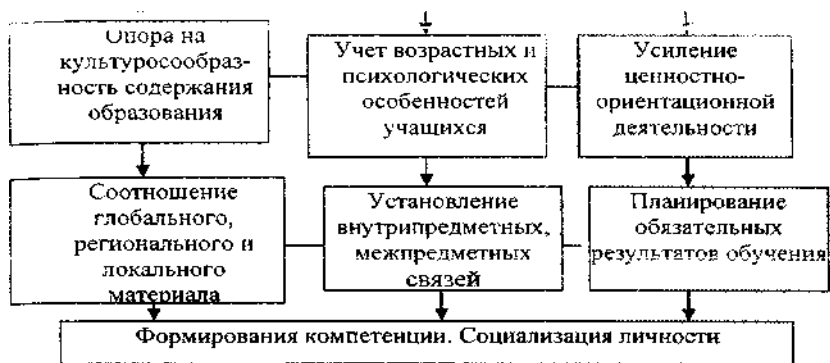 Опора на
культуросообраз-
ность содержания
образования
Учет возрастных и
психологических
особенностей
учащихся
Усиление
ценностно-
ориентационной
деятельности
Соотношение
глобального,
регионального и
локального
материала
Установление
внутрипредметных,
межпредметных
связей
Планирование
обязательных
результатов обучения
Формирования компетенции. Социализация личности